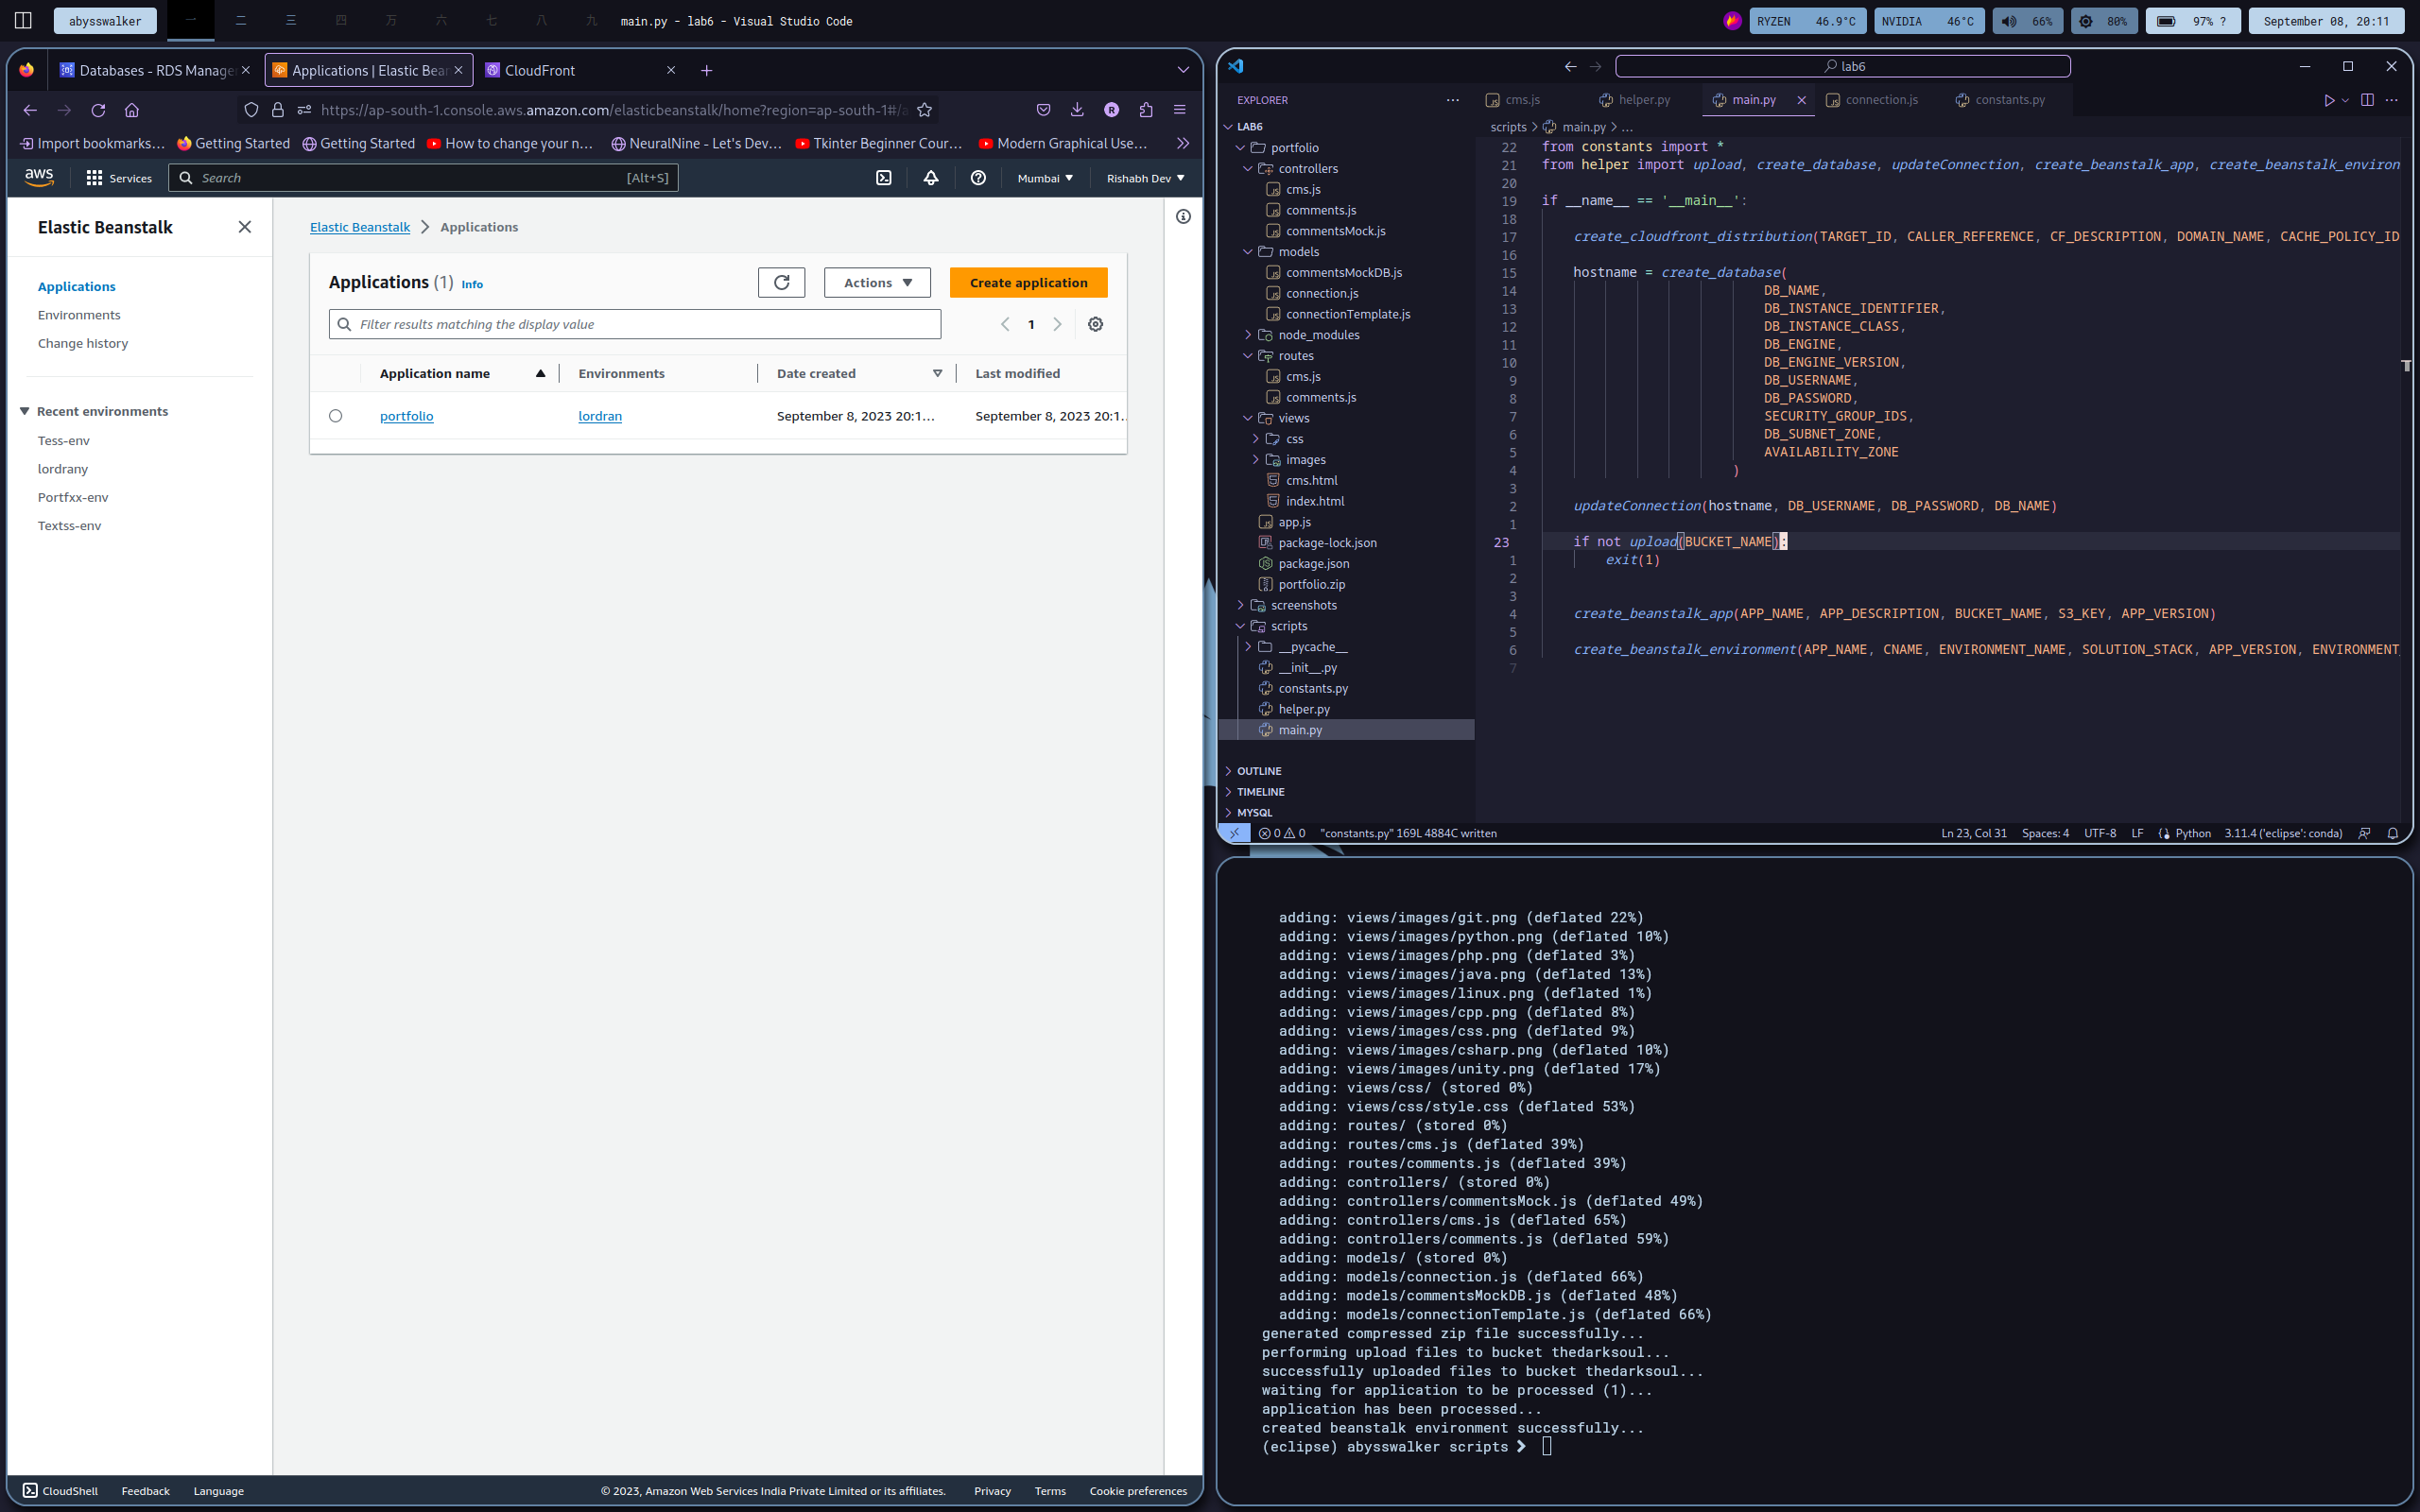 abysswalker
一 二 三 四 万 六 七 八 九
main.py - lab6 - Visual Studio Code
RYZEN 46.9°C
NVIDIA 46°C
66%
80%
97% ?
September 08, 20:11
Databases - RDS Manage
Applications | Elastic Bea
CloudFront
https://ap-south-1.console.aws.amazon.com/elasticbeanstalk/home?region=ap-south-1#/a
R
Import bookmarks...
Getting Started
Getting Started
How to change your n...
NeuralNine - Let's Dev...
Tkinter Beginner Cour...
Modern Graphical Use...
aws
Services
Search
[Alt+S]
Mumbai
Rishabh Dev
Elastic Beanstalk
Applications
Environments
Change history
Recent environments
Tess-env
lordrany
Portfxx-env
Textss-env
Elastic Beanstalk > Applications
Applications (1) Info
Actions
Create application
Filter results matching the display value
1
Application name
Environments
Date created
Last modified
portfolio
lordran
September 8, 2023 20:1...
September 8, 2023 20:1..
CloudShell
Feedback
Language
© 2023, Amazon Web Services India Private Limited or its affiliates.
Privacy
Terms
Cookie preferences
lab6
EXPLORER
LAB6
portfolio
controllers
cms.js
comments.js
commentsMock.js
models
commentsMockDB.js
connection.js
connectionTemplate.js
node_modules
routes
cms.js
comments.js
views
css
images
cms.html
index.html
app.js
package-lock.json
package.json
portfolio.zip
screenshots
scripts
__pycache__
__init__.py
constants.py
helper.py
main.py
OUTLINE
TIMELINE
MYSQL
cms.js
helper.py
main.py
connection.js
constants.py
scripts > main.py > ...
22 from constants import *
21 from helper import upload, create_database, updateConnection, create_beanstalk_app, create_beanstalk_environ
20
19 if __name__ == '__main__':
18
17 create_cloudfront_distribution(TARGET_ID, CALLER_REFERENCE, CF_DESCRIPTION, DOMAIN_NAME, CACHE_POLICY_ID
16
15 hostname = create_database(
14 DB_NAME,
13 DB_INSTANCE_IDENTIFIER,
12 DB_INSTANCE_CLASS,
11 DB_ENGINE,
10 DB_ENGINE_VERSION,
9 DB_USERNAME,
8 DB_PASSWORD,
7 SECURITY_GROUP_IDS,
6 DB_SUBNET_ZONE,
5 AVAILABILITY_ZONE
4 )
3
2 updateConnection(hostname, DB_USERNAME, DB_PASSWORD, DB_NAME)
1
23 if not upload(BUCKET_NAME):
1 exit(1)
2
3
4 create_beanstalk_app(APP_NAME, APP_DESCRIPTION, BUCKET_NAME, S3_KEY, APP_VERSION)
5
6 create_beanstalk_environment(APP_NAME, CNAME, ENVIRONMENT_NAME, SOLUTION_STACK, APP_VERSION, ENVIRONMENT_
7
0 0
"constants.py" 169L 4884C written
Ln 23, Col 31
Spaces: 4
UTF-8
LF
Python
3.11.4 ('eclipse': conda)
adding: views/images/git.png (deflated 22%)
adding: views/images/python.png (deflated 10%)
adding: views/images/php.png (deflated 3%)
adding: views/images/java.png (deflated 13%)
adding: views/images/linux.png (deflated 1%)
adding: views/images/cpp.png (deflated 8%)
adding: views/images/css.png (deflated 9%)
adding: views/images/csharp.png (deflated 10%)
adding: views/images/unity.png (deflated 17%)
adding: views/css/ (stored 0%)
adding: views/css/style.css (deflated 53%)
adding: routes/ (stored 0%)
adding: routes/cms.js (deflated 39%)
adding: routes/comments.js (deflated 39%)
adding: controllers/ (stored 0%)
adding: controllers/commentsMock.js (deflated 49%)
adding: controllers/cms.js (deflated 65%)
adding: controllers/comments.js (deflated 59%)
adding: models/ (stored 0%)
adding: models/connection.js (deflated 66%)
adding: models/commentsMockDB.js (deflated 48%)
adding: models/connectionTemplate.js (deflated 66%)
generated compressed zip file successfully...
performing upload files to bucket thedarksoul...
successfully uploaded files to bucket thedarksoul...
waiting for application to be processed (1)...
application has been processed...
created beanstalk environment successfully...
(eclipse) abysswalker scripts ❯